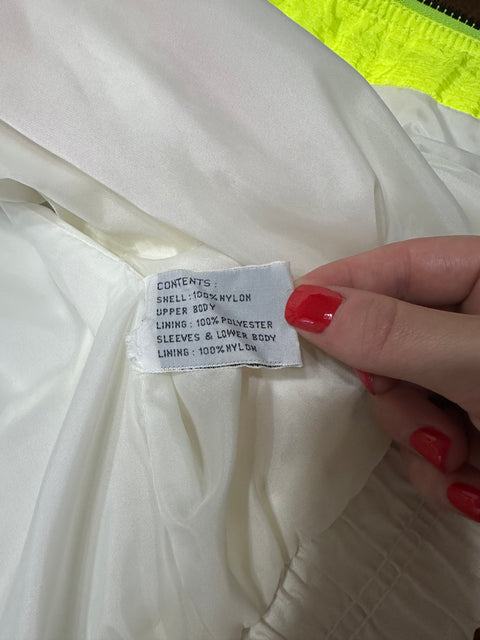 CONTENTS :
SHELL : 100% NYLON
UPPER BODY
LINING : 100% POLYESTER
SLEEVES & LOWER BODY
LINING : 100% NYLON